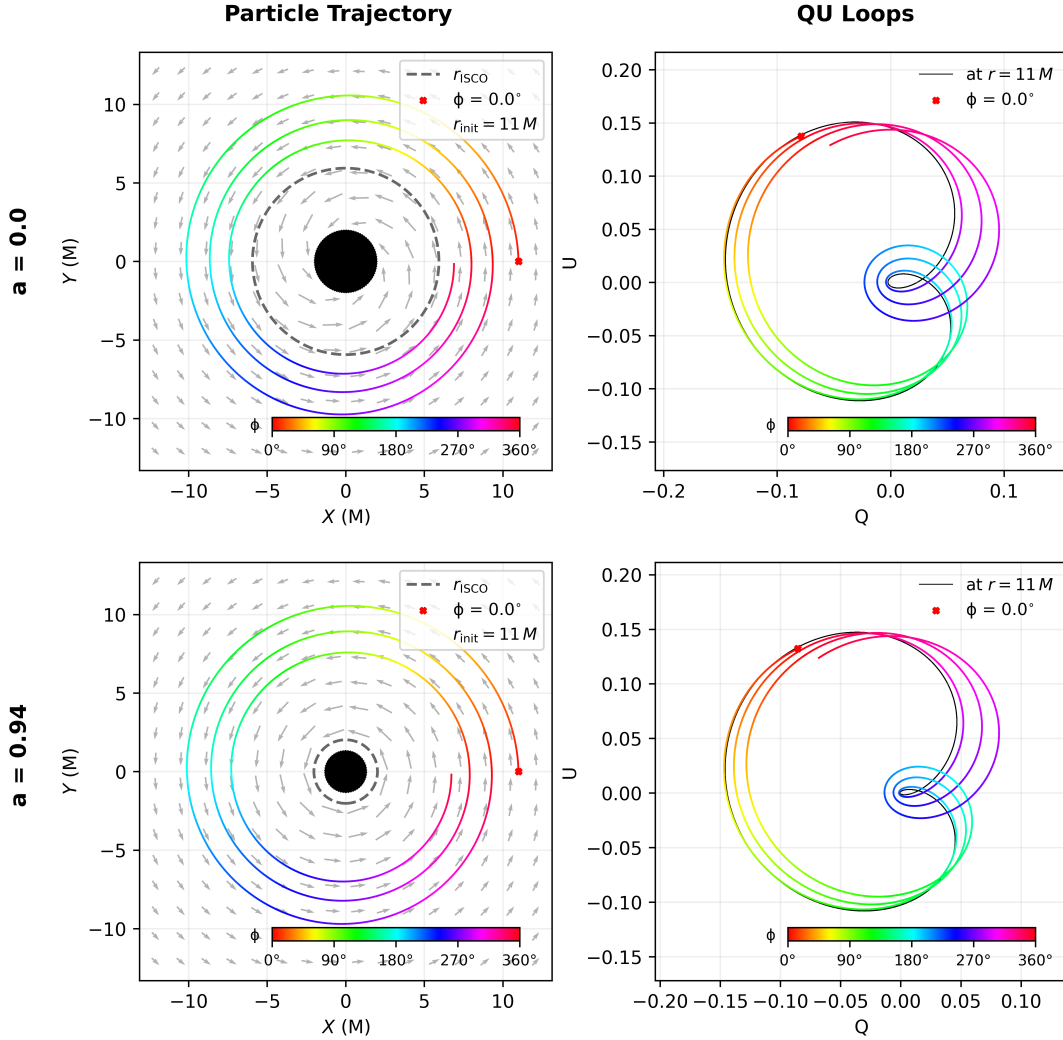 Particle Trajectory
QU Loops
a = 0.0
Y (M)
10
5
0
−5
−10
r_ISCO
ϕ = 0.0°
r_init = 11 M
ϕ
0° 90° 180° 270° 360°
−10 −5 0 5 10
X (M)
U
0.20
0.15
0.10
0.05
0.00
−0.05
−0.10
−0.15
at r = 11 M
ϕ = 0.0°
ϕ
0° 90° 180° 270° 360°
−0.2 −0.1 0.0 0.1
Q
a = 0.94
Y (M)
10
5
0
−5
−10
r_ISCO
ϕ = 0.0°
r_init = 11 M
ϕ
0° 90° 180° 270° 360°
−10 −5 0 5 10
X (M)
U
0.20
0.15
0.10
0.05
0.00
−0.05
−0.10
−0.15
at r = 11 M
ϕ = 0.0°
ϕ
0° 90° 180° 270° 360°
−0.20 −0.15 −0.10 −0.05 0.00 0.05 0.10
Q